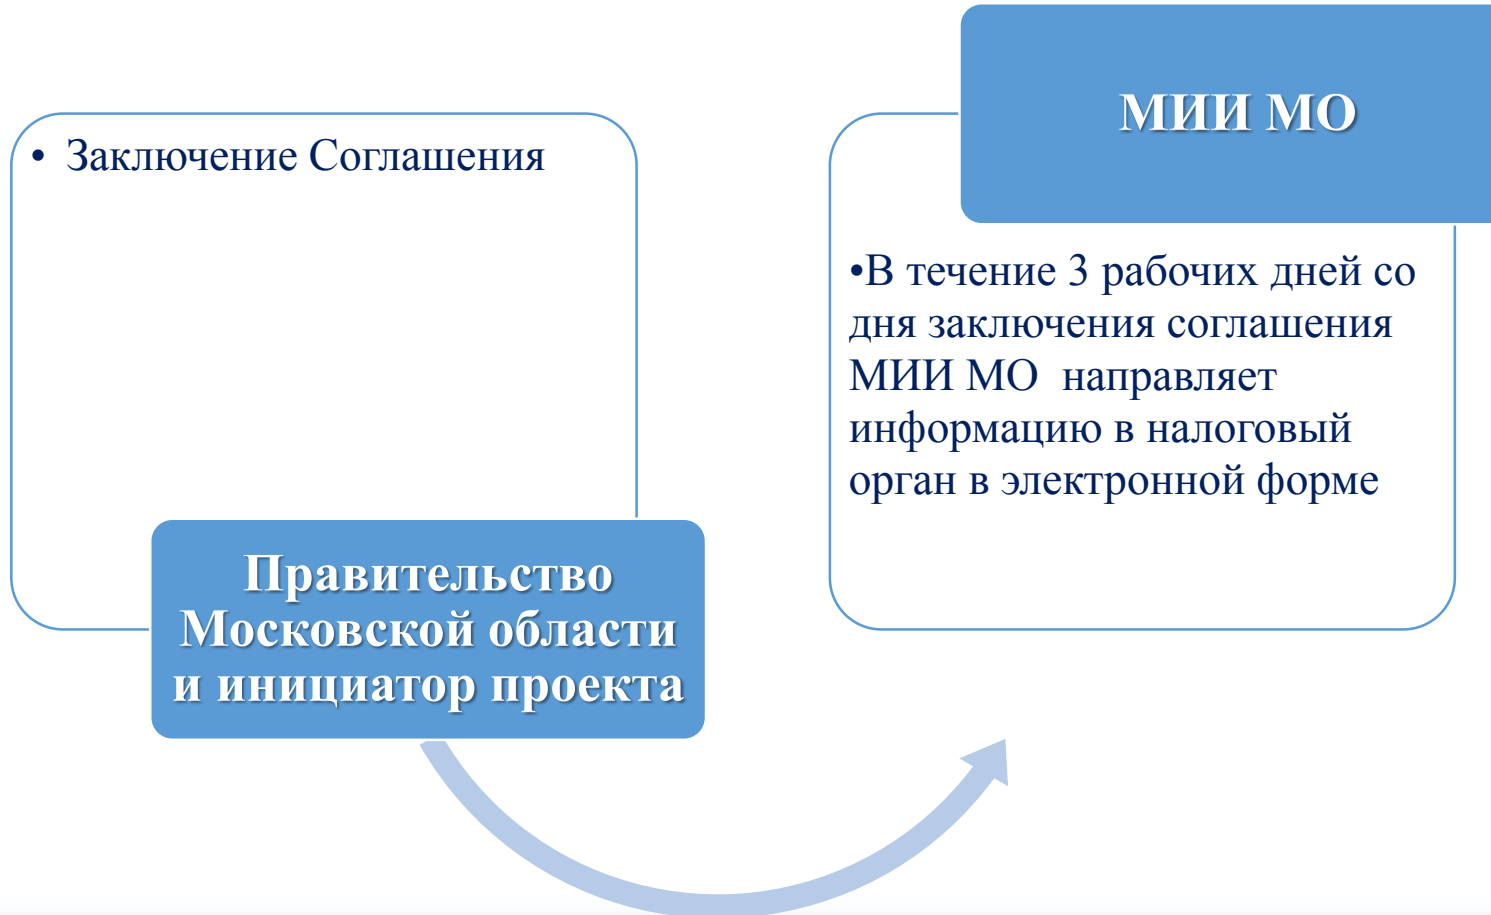 • Заключение Соглашения
Правительство
Московской области
и инициатор проекта
МИИ МО
•В течение 3 рабочих дней со
дня заключения соглашения
МИИ МО направляет
информацию в налоговый
орган в электронной форме